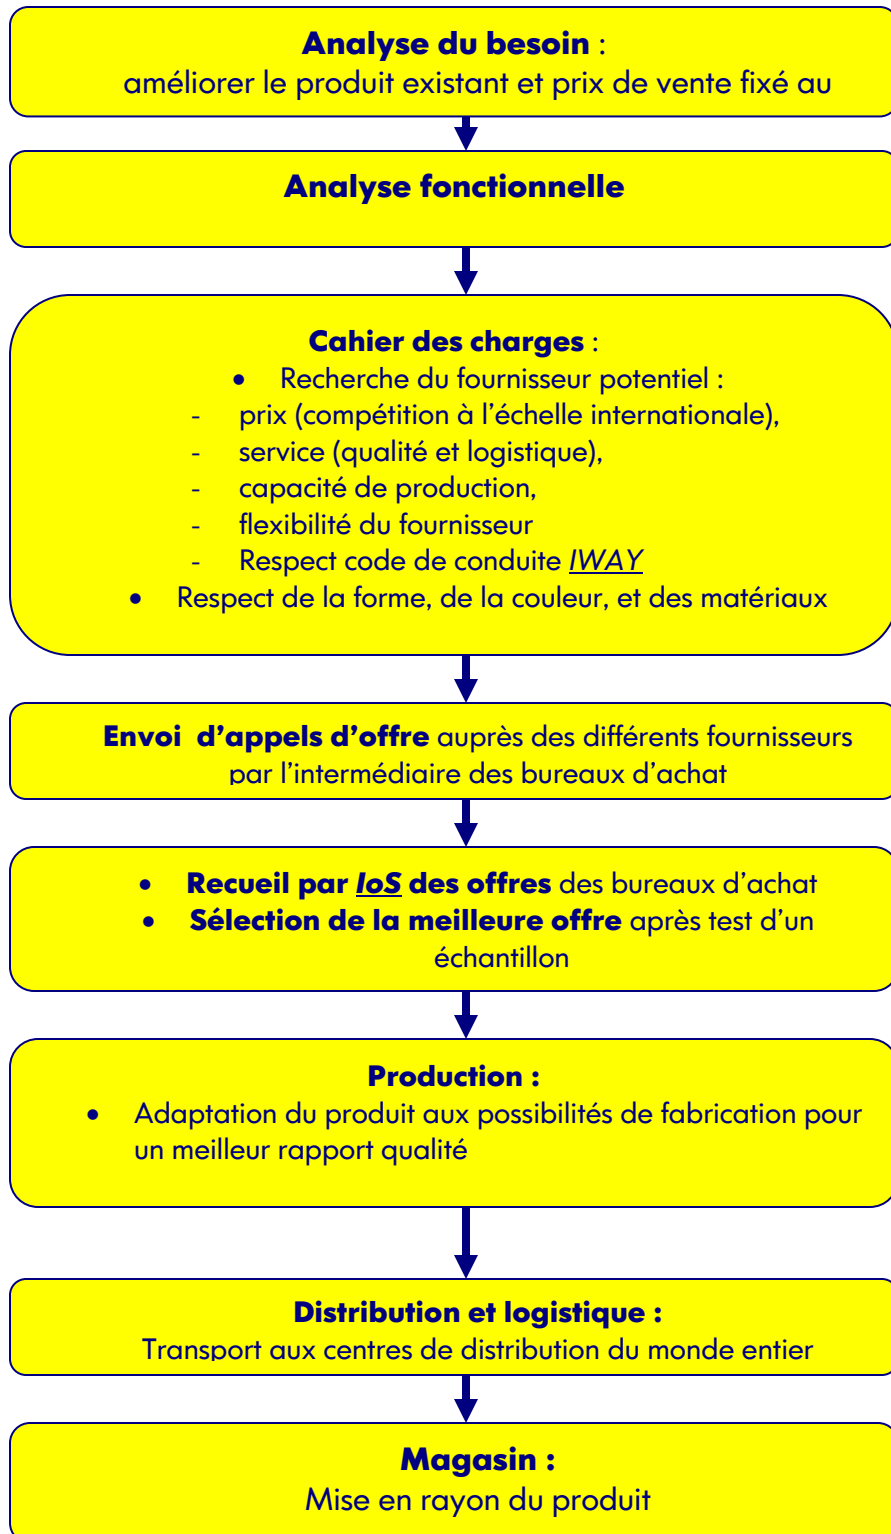 Analyse du besoin :
améliorer le produit existant et prix de vente fixé au
Analyse fonctionnelle
Cahier des charges :
• Recherche du fournisseur potentiel :
- prix (compétition à l’échelle internationale),
- service (qualité et logistique),
- capacité de production,
- flexibilité du fournisseur
- Respect code de conduite IWAY
• Respect de la forme, de la couleur, et des matériaux
Envoi d’appels d’offre auprès des différents fournisseurs
par l’intermédiaire des bureaux d’achat
• Recueil par IoS des offres des bureaux d’achat
• Sélection de la meilleure offre après test d’un
échantillon
Production :
• Adaptation du produit aux possibilités de fabrication pour
un meilleur rapport qualité
Distribution et logistique :
Transport aux centres de distribution du monde entier
Magasin :
Mise en rayon du produit